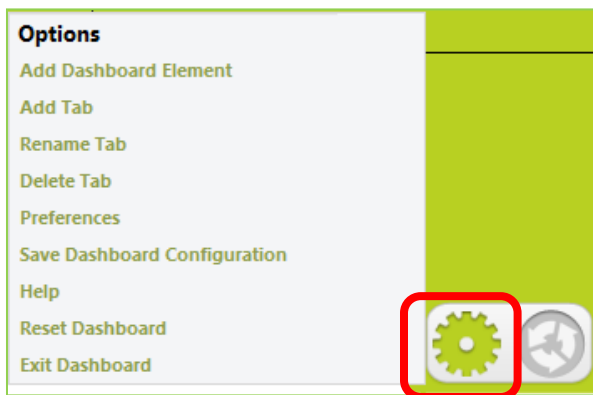 Options
Add Dashboard Element
Add Tab
Rename Tab
Delete Tab
Preferences
Save Dashboard Configuration
Help
Reset Dashboard
Exit Dashboard